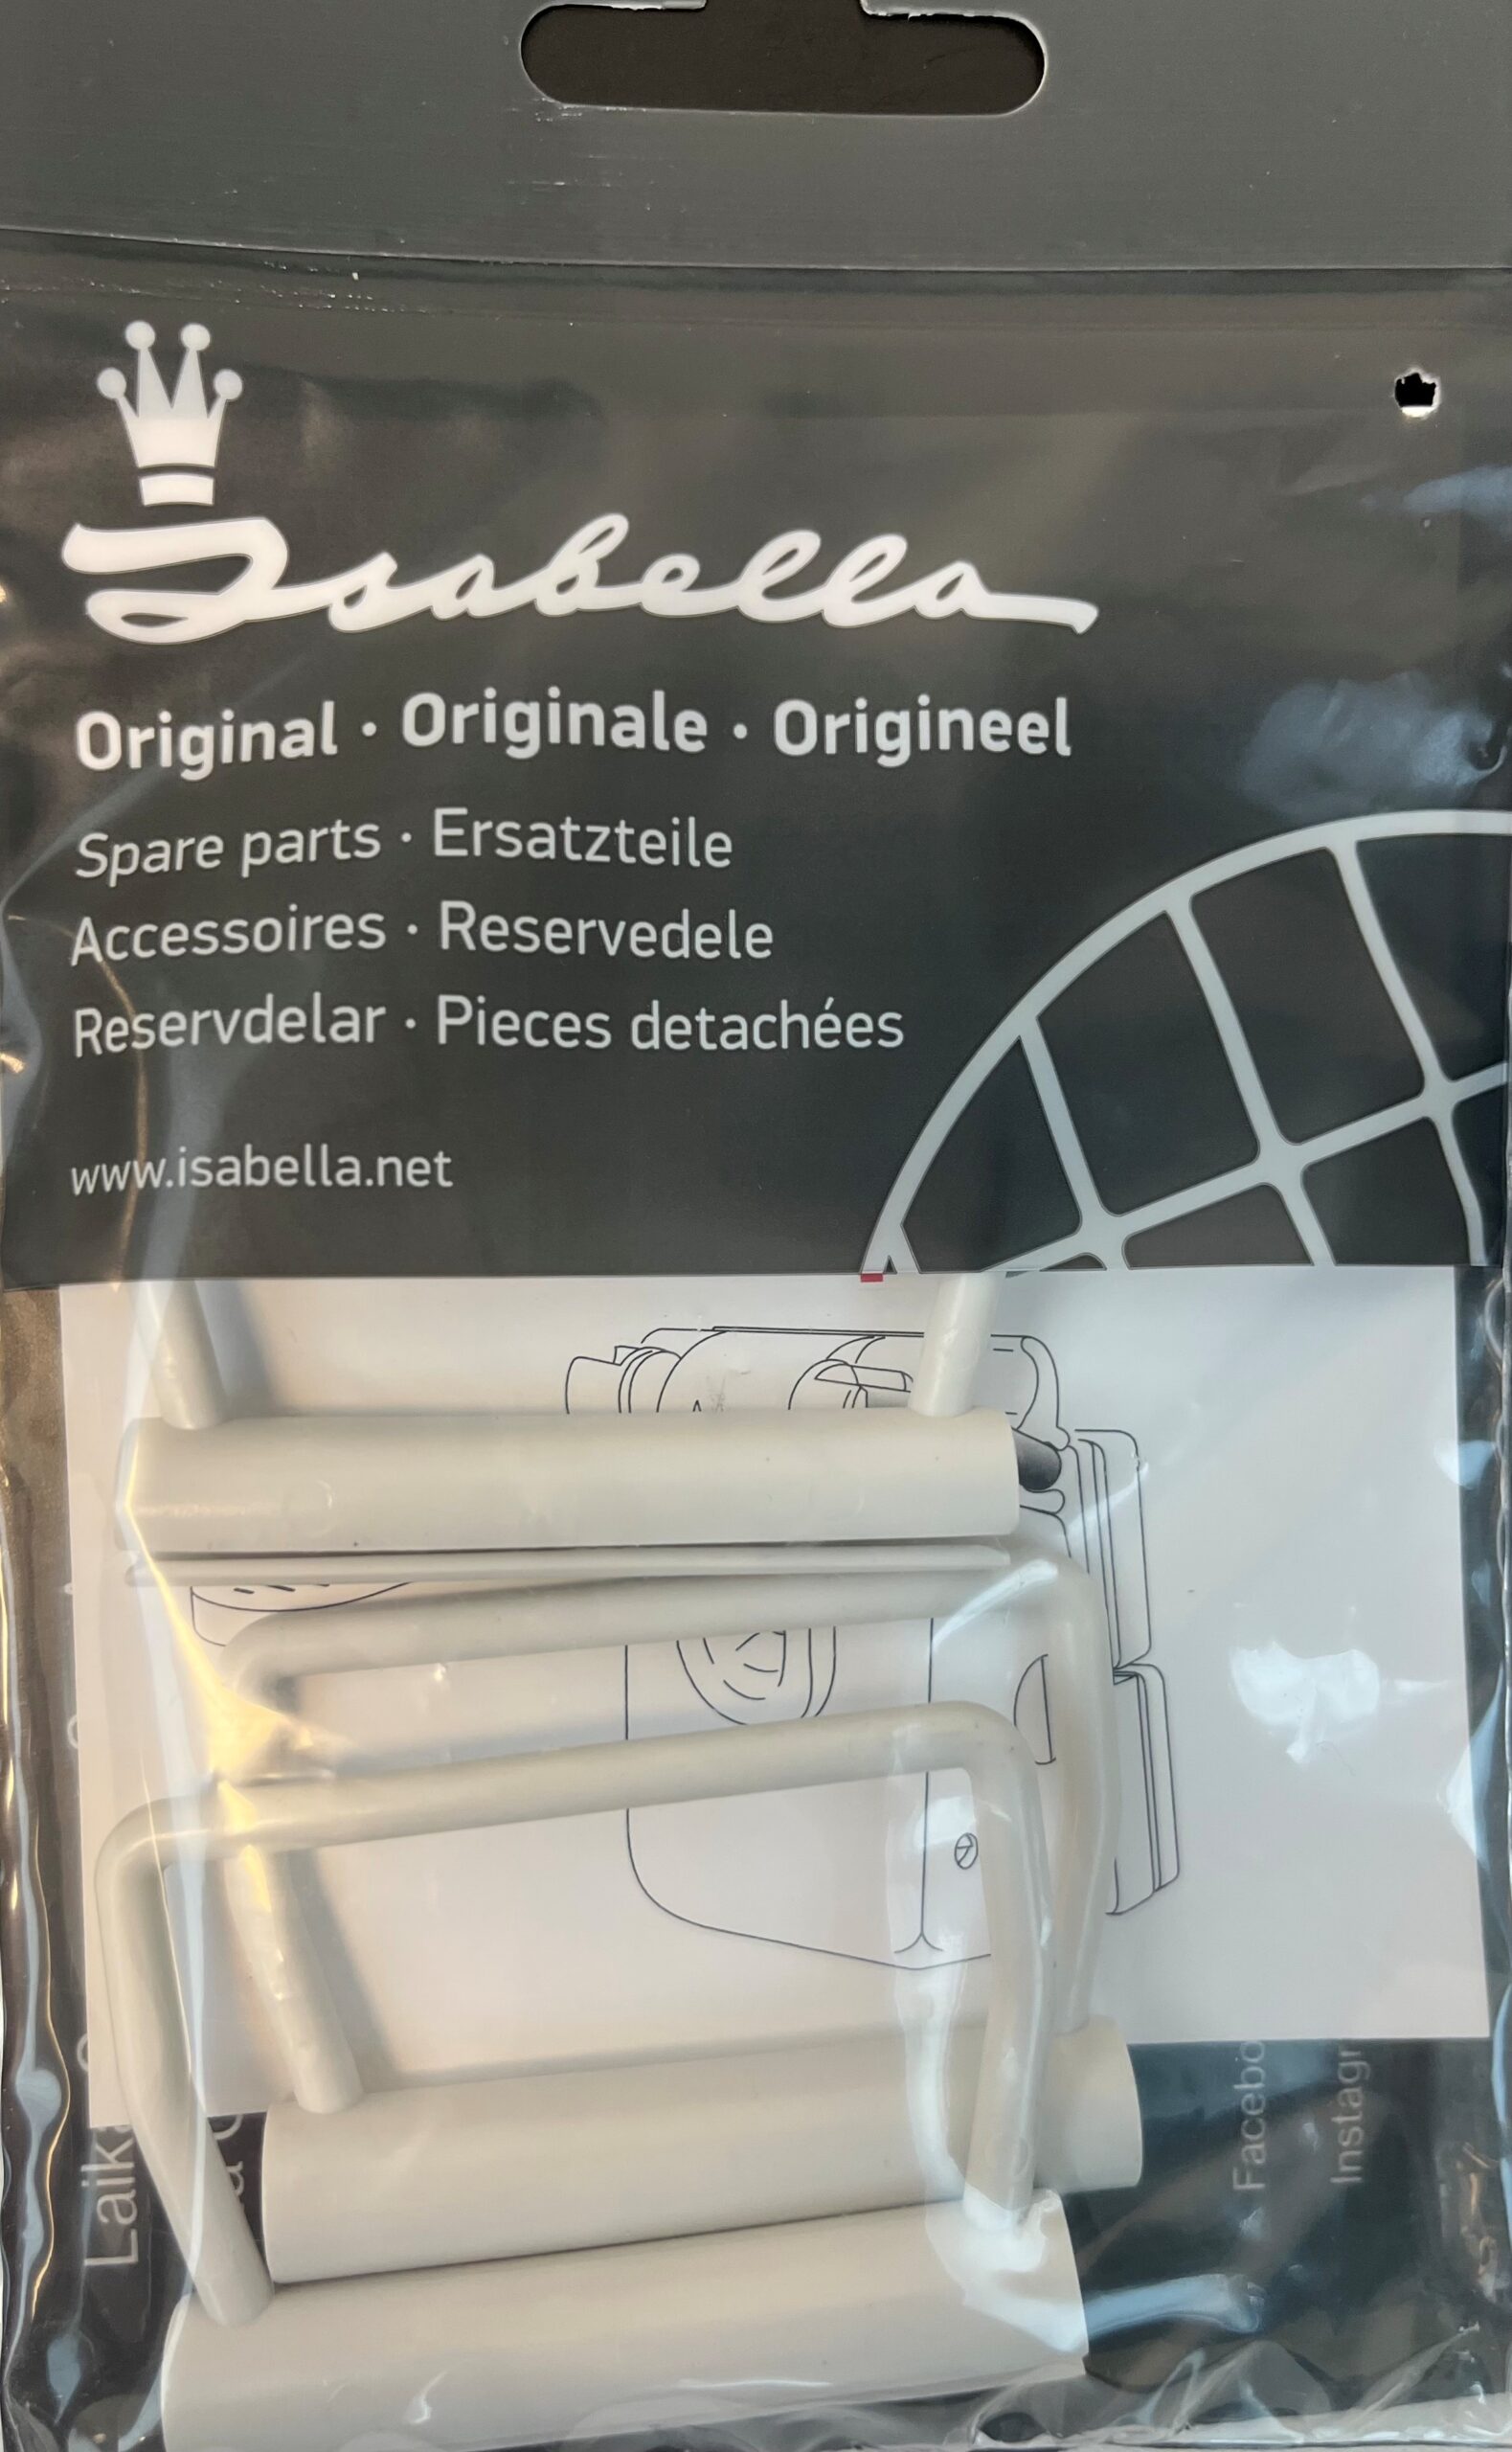 Isabella
Original · Originale · Origineel
Spare parts · Ersatzteile
Accessoires · Reservedele
Reservdelar · Pieces detachées
www.isabella.net